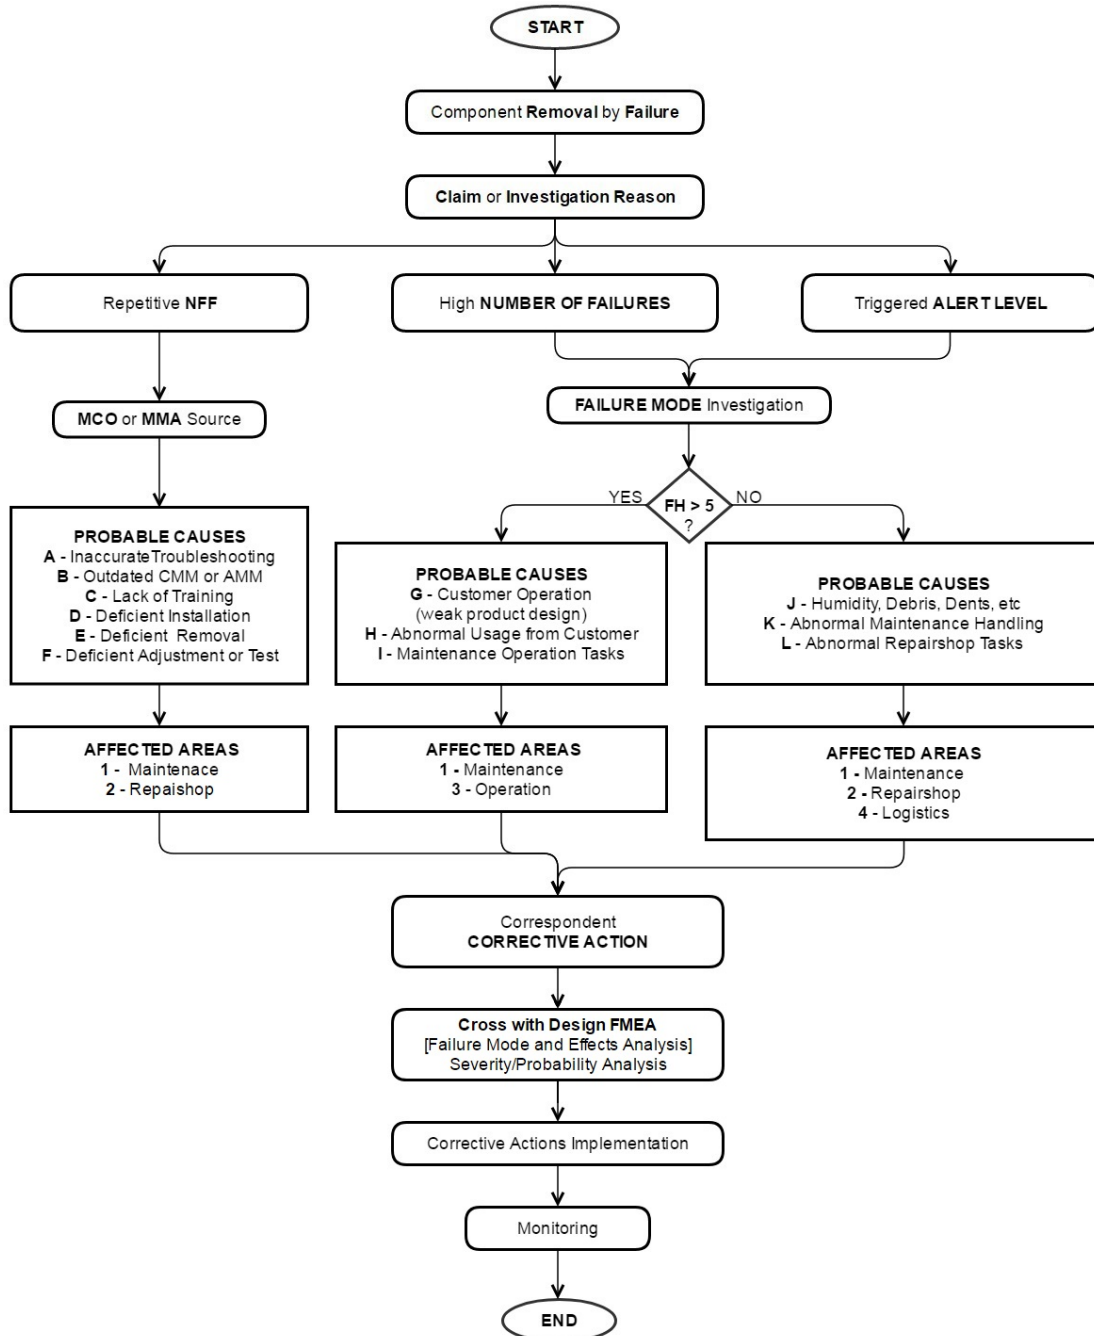 START
Component Removal by Failure
Claim or Investigation Reason
Repetitive NFF
High NUMBER OF FAILURES
Triggered ALERT LEVEL
MCO or MMA Source
FAILURE MODE Investigation
YES
FH > 5
?
NO
PROBABLE CAUSES
A - InaccurateTroubleshooting
B - Outdated CMM or AMM
C - Lack of Training
D - Deficient Installation
E - Deficient Removal
F - Deficient Adjustment or Test
PROBABLE CAUSES
G - Customer Operation
(weak product design)
H - Abnormal Usage from Customer
I - Maintenance Operation Tasks
PROBABLE CAUSES
J - Humidity, Debris, Dents, etc
K - Abnormal Maintenance Handling
L - Abnormal Repairshop Tasks
AFFECTED AREAS
1 - Maintenace
2 - Repaishop
AFFECTED AREAS
1 - Maintenance
3 - Operation
AFFECTED AREAS
1 - Maintenance
2 - Repairshop
4 - Logistics
Correspondent
CORRECTIVE ACTION
Cross with Design FMEA
[Failure Mode and Effects Analysis]
Severity/Probability Analysis
Corrective Actions Implementation
Monitoring
END